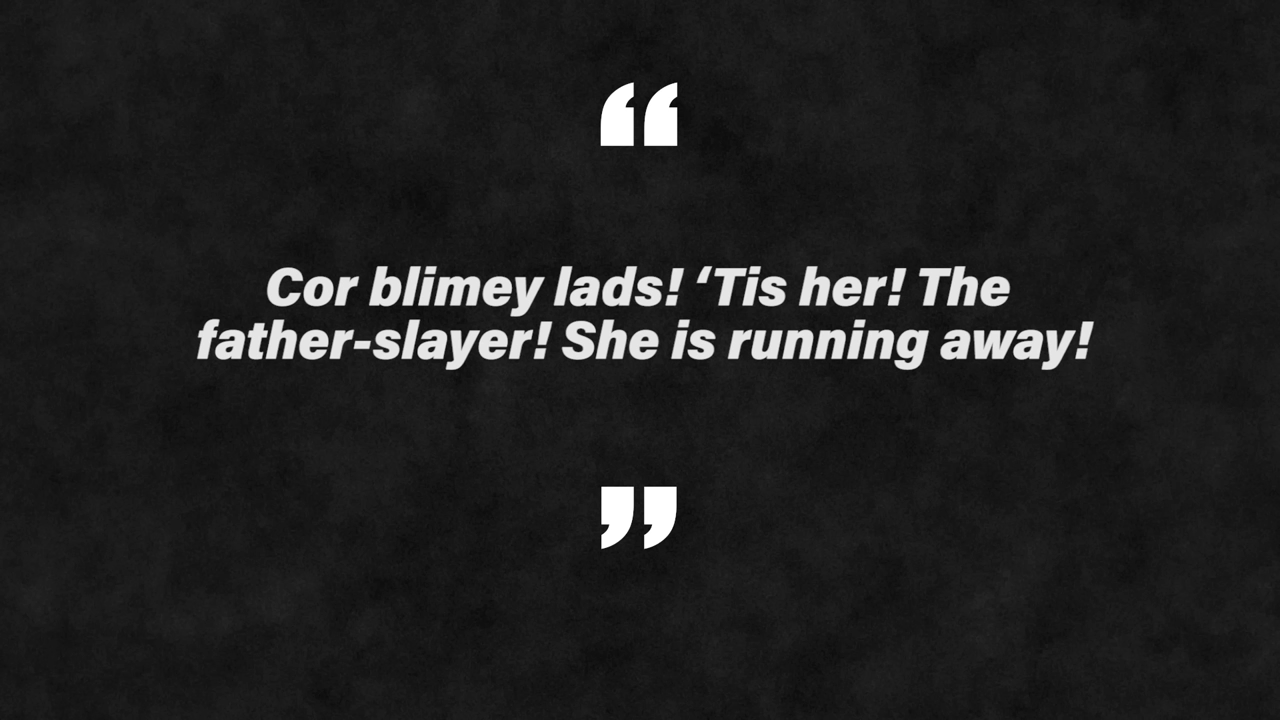 “
Cor blimey lads! ‘Tis her! The
father-slayer! She is running away!
”